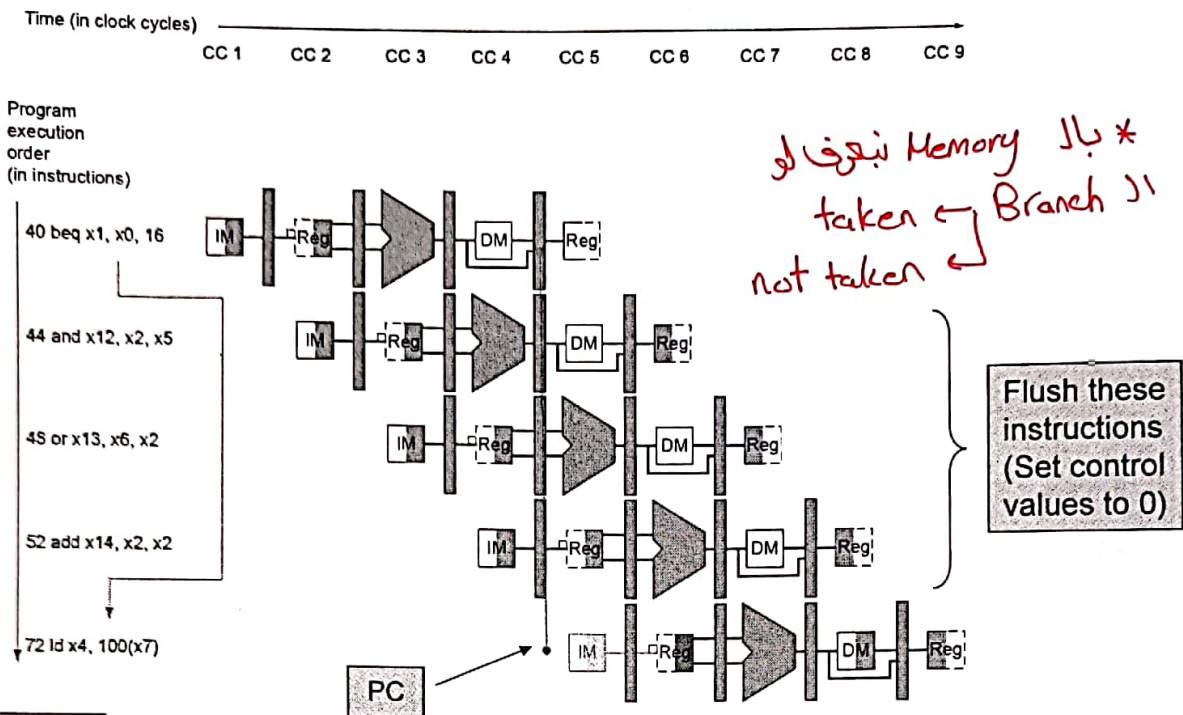 Time (in clock cycles)
CC 1 CC 2 CC 3 CC 4 CC 5 CC 6 CC 7 CC 8 CC 9
Program
execution
order
(in instructions)
* بالـ Memory نبعرف لو
الـ Branch taken
not taken
40 beq x1, x0, 16
IM Reg DM Reg
44 and x12, x2, x5
IM Reg DM Reg
48 or x13, x6, x2
IM Reg DM Reg
52 add x14, x2, x2
IM Reg DM Reg
72 ld x4, 100(x7)
IM Reg DM Reg
Flush these
instructions
(Set control
values to 0)
PC